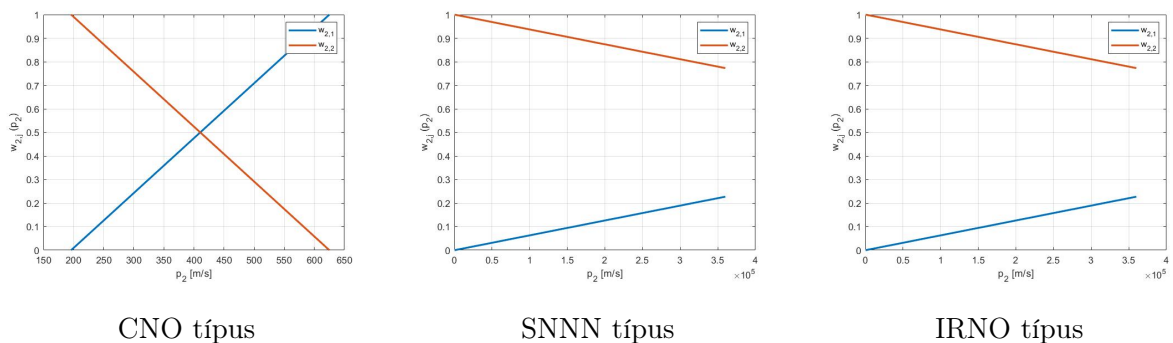 1
0.9
0.8
0.7
0.6
0.5
0.4
0.3
0.2
0.1
0
w2,j (p2)
150 200 250 300 350 400 450 500 550 600 650
p2 [m/s]
w2,1
w2,2
CNO típus
1
0.9
0.8
0.7
0.6
0.5
0.4
0.3
0.2
0.1
0
w2,j (p2)
0 0.5 1 1.5 2 2.5 3 3.5 4
×10^5
p2 [m/s]
w2,1
w2,2
SNNN típus
1
0.9
0.8
0.7
0.6
0.5
0.4
0.3
0.2
0.1
0
w2,j (p2)
0 0.5 1 1.5 2 2.5 3 3.5 4
×10^5
p2 [m/s]
w2,1
w2,2
IRNO típus